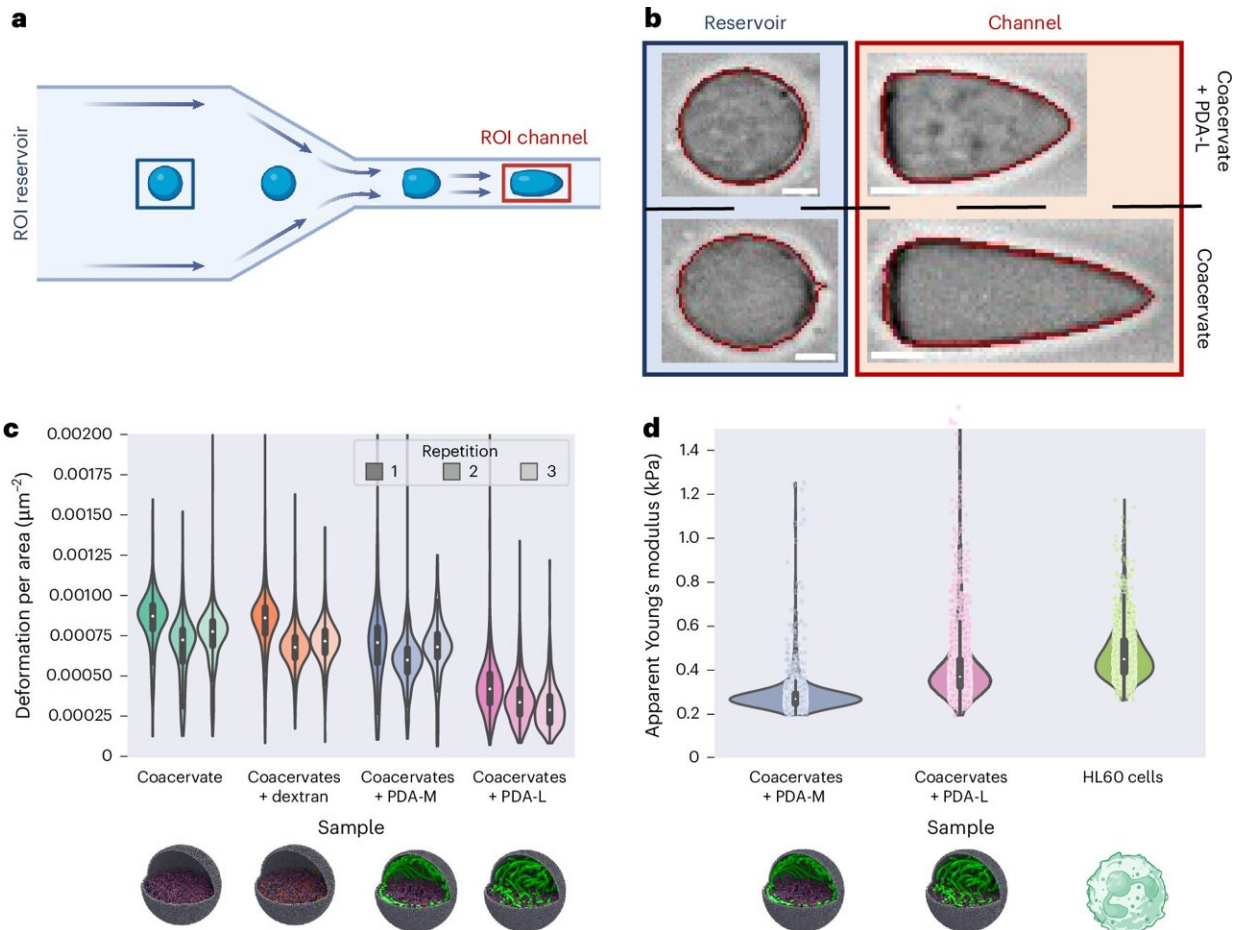 a
ROI reservoir
ROI channel
b
Reservoir
Channel
Coacervate
+ PDA-L
Coacervate
c
Deformation per area (μm⁻²)
0.00200
0.00175
0.00150
0.00125
0.00100
0.00075
0.00050
0.00025
0
Repetition
1 2 3
Coacervate
Coacervates
+ dextran
Coacervates
+ PDA-M
Coacervates
+ PDA-L
Sample
d
Apparent Young's modulus (kPa)
1.4
1.2
1.0
0.8
0.6
0.4
0.2
0
Coacervates
+ PDA-M
Coacervates
+ PDA-L
HL60 cells
Sample